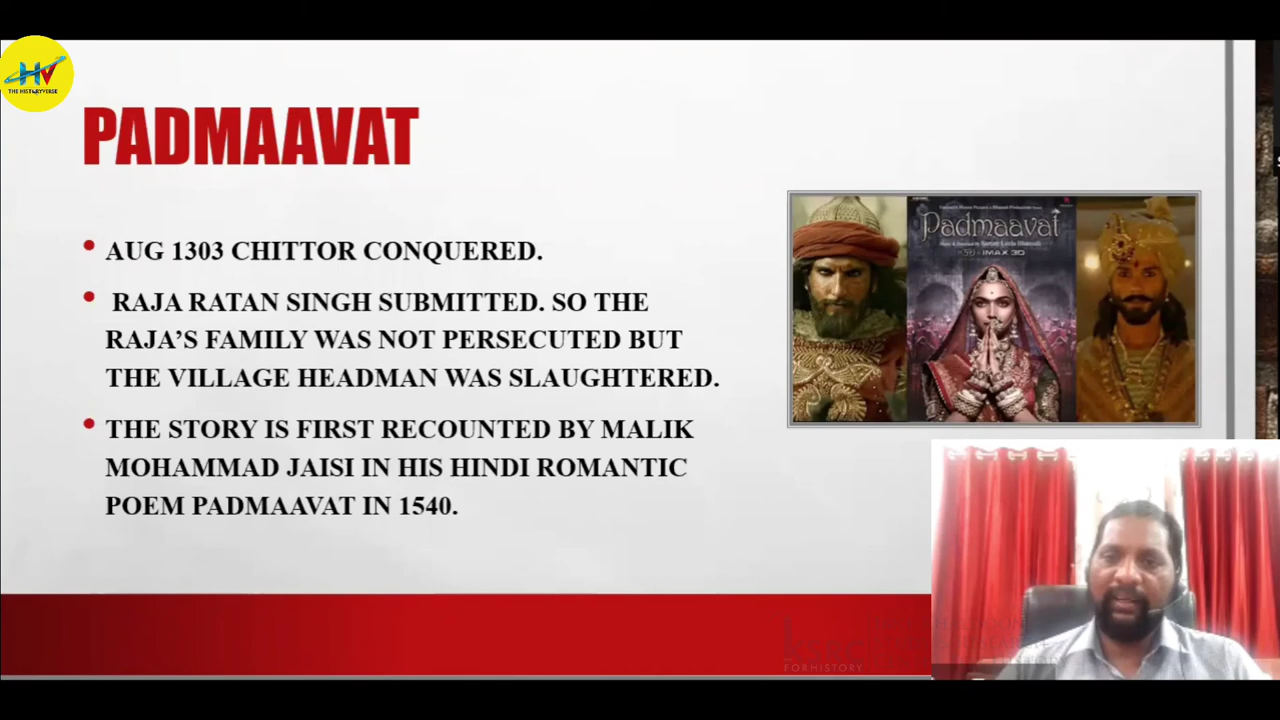 HV
THE HISTORYVERSE
PADMAAVAT
• AUG 1303 CHITTOR CONQUERED.
• RAJA RATAN SINGH SUBMITTED. SO THE
RAJA'S FAMILY WAS NOT PERSECUTED BUT
THE VILLAGE HEADMAN WAS SLAUGHTERED.
• THE STORY IS FIRST RECOUNTED BY MALIK
MOHAMMAD JAISI IN HIS HINDI ROMANTIC
POEM PADMAAVAT IN 1540.
Padmaavat
IMAX 3D
FORHISTORY